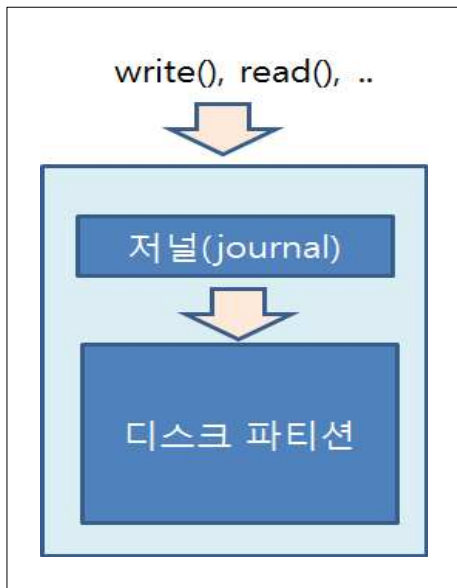 write(), read(), ..
저널(journal)
디스크 파티션